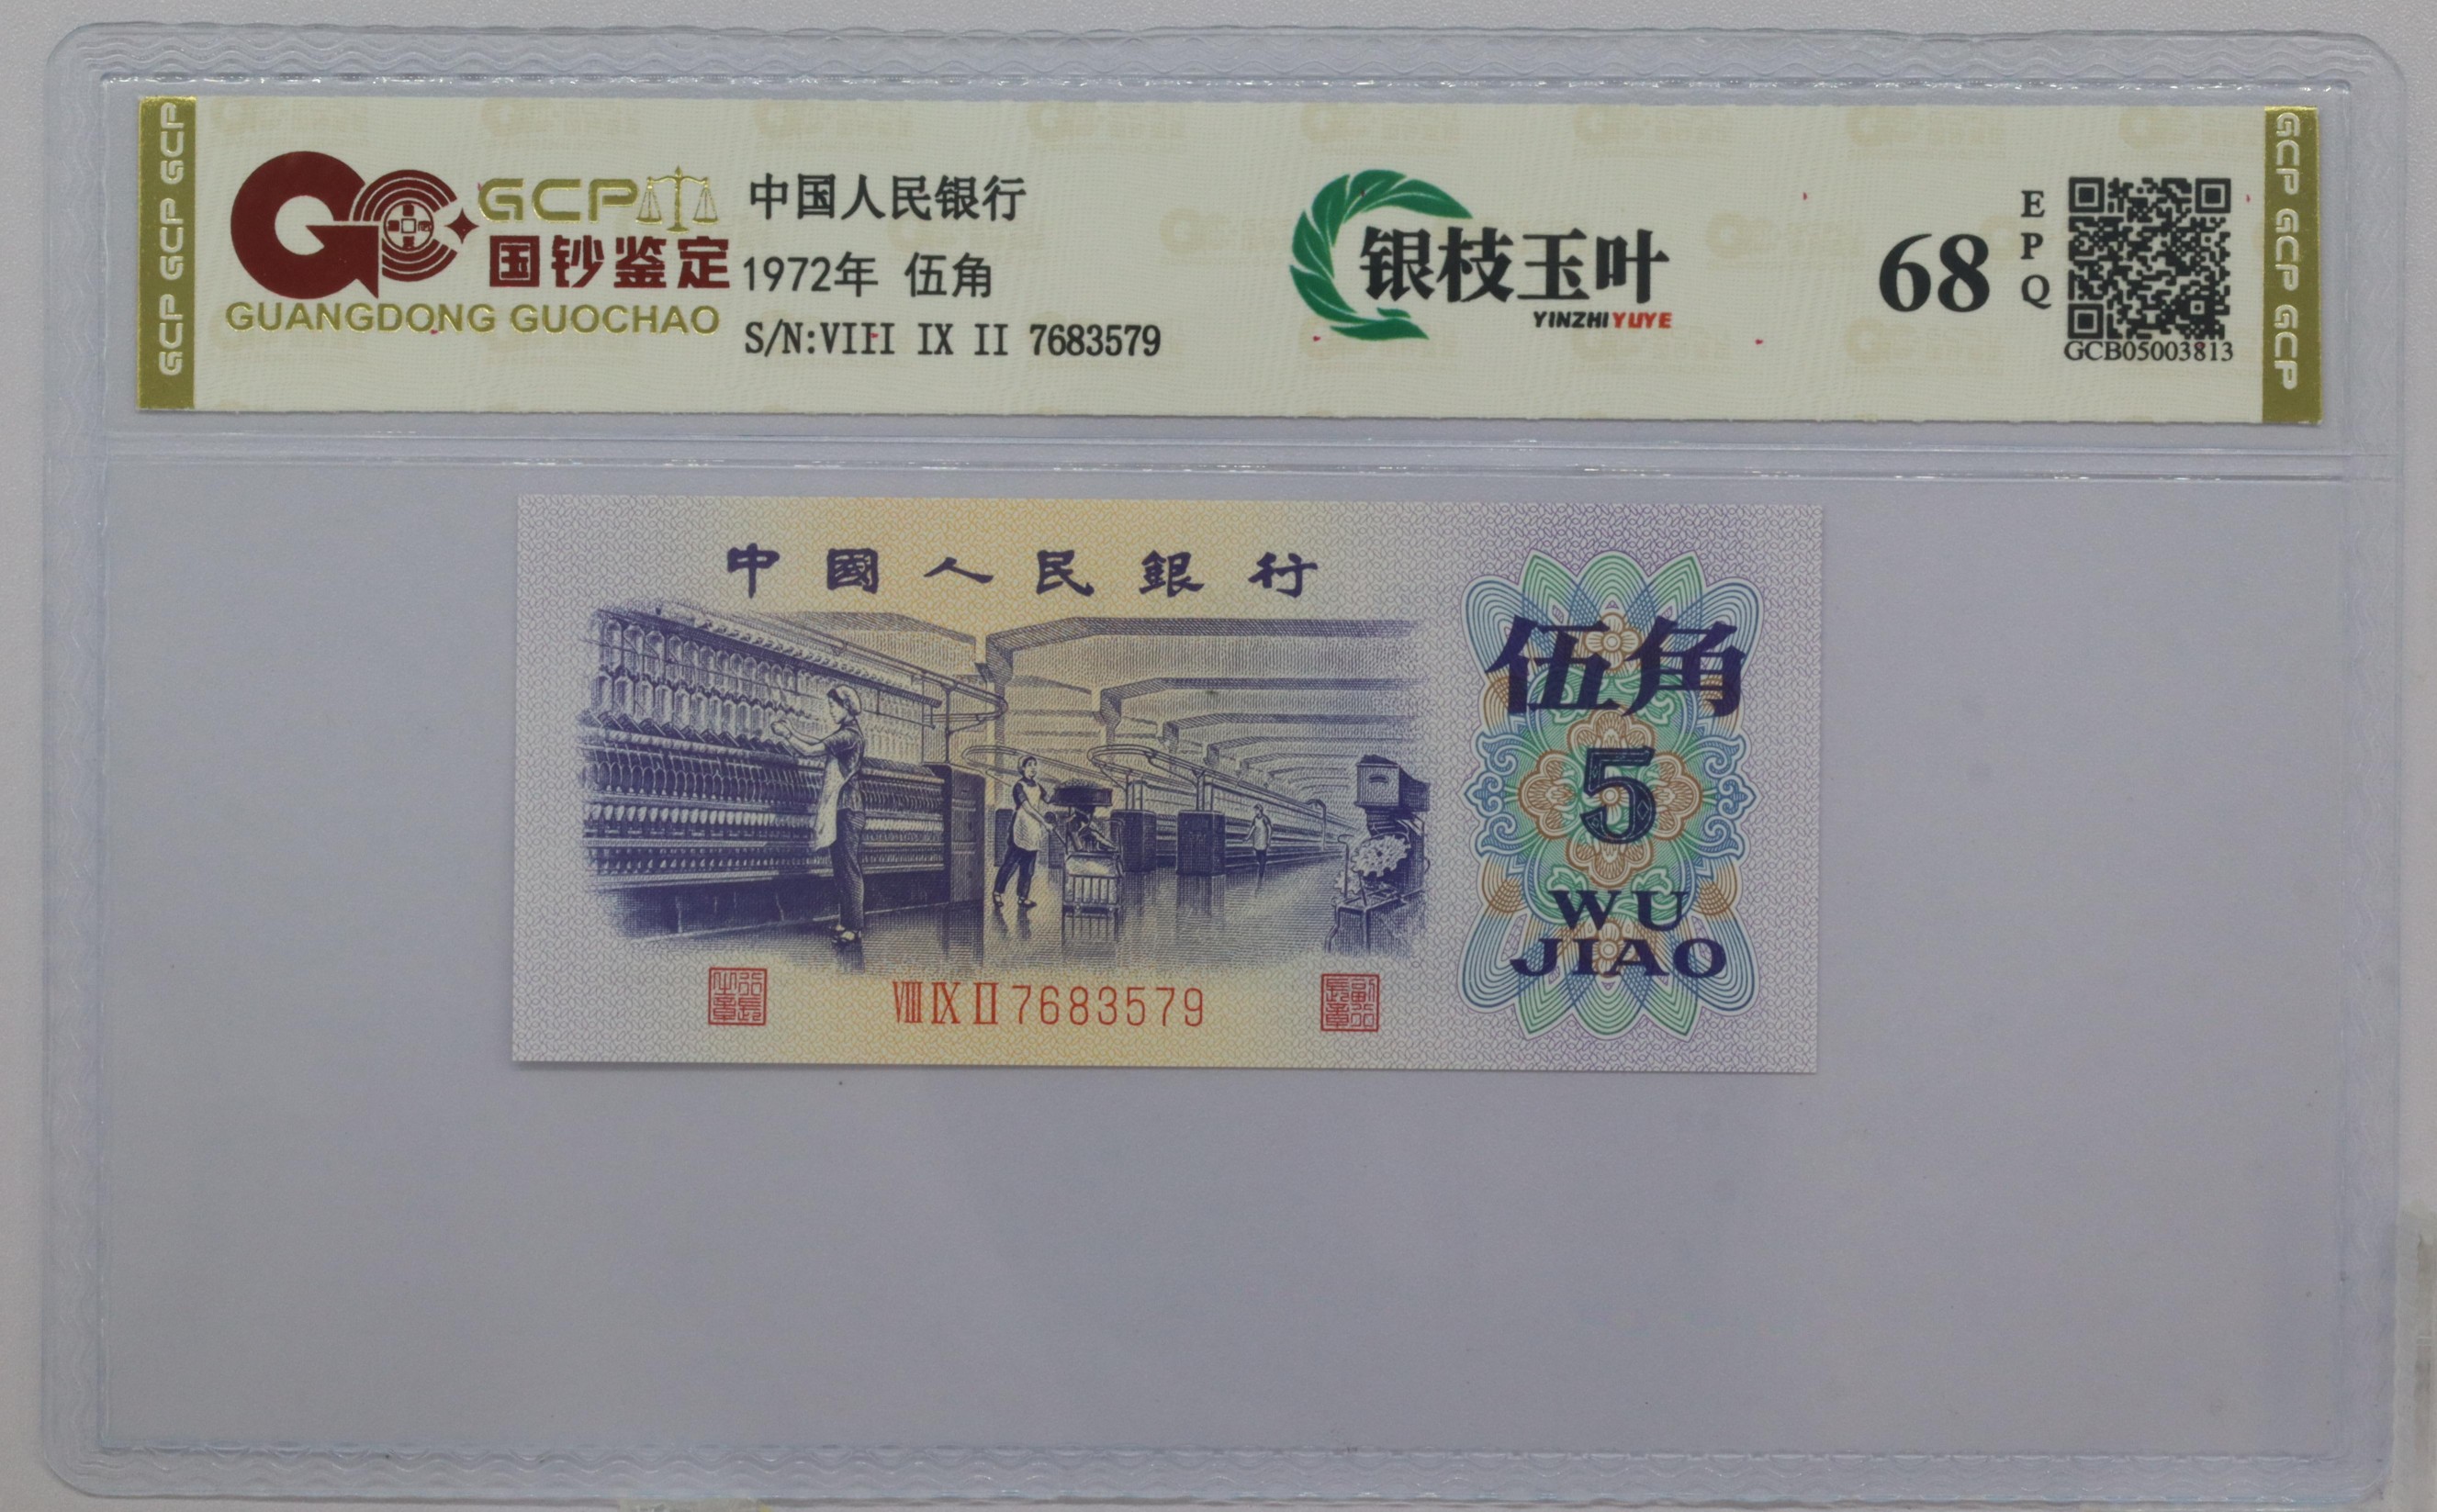 GCP GCP GCP
GCP
国钞鉴定
GUANGDONG GUOCHAO
中国人民银行
1972年 伍角
S/N:VIII IX II 7683579
银枝玉叶
YINZHIYUYE
68
EPQ
GCB05003813
GCP GCP GCP
中國人民銀行
伍角
5
WU
JIAO
VIII IX II 7683579